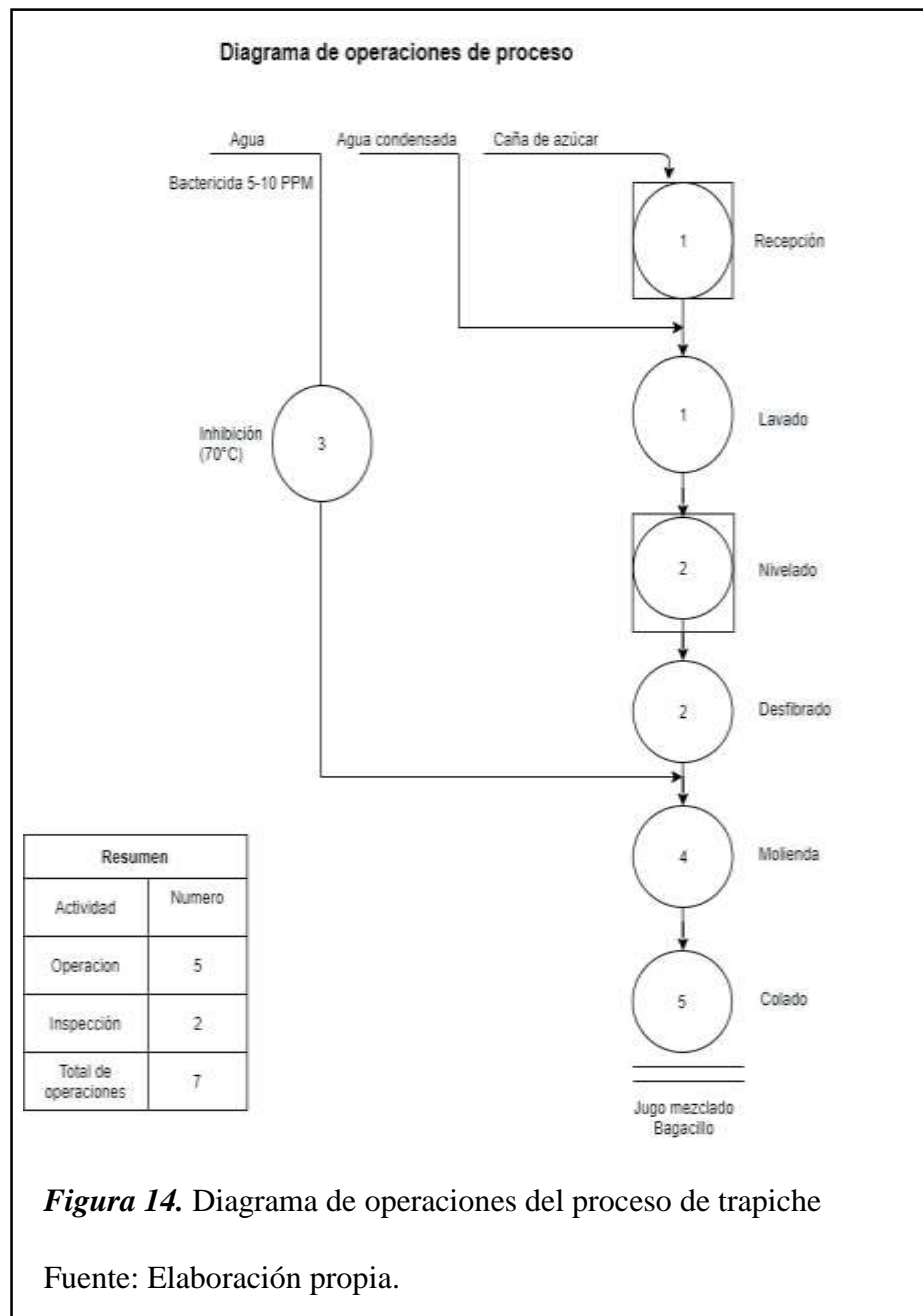 Diagrama de operaciones de proceso
Agua
Agua condensada
Caña de azúcar
Bactericida 5-10 PPM
1
Recepción
1
Lavado
Inhibición
(70°C)
3
2
Nivelado
2
Desfibrado
4
Molienda
5
Colado
Jugo mezclado
Bagacillo
Resumen
Actividad Numero
Operacion 5
Inspección 2
Total de
operaciones 7
Figura 14. Diagrama de operaciones del proceso de trapiche
Fuente: Elaboración propia.